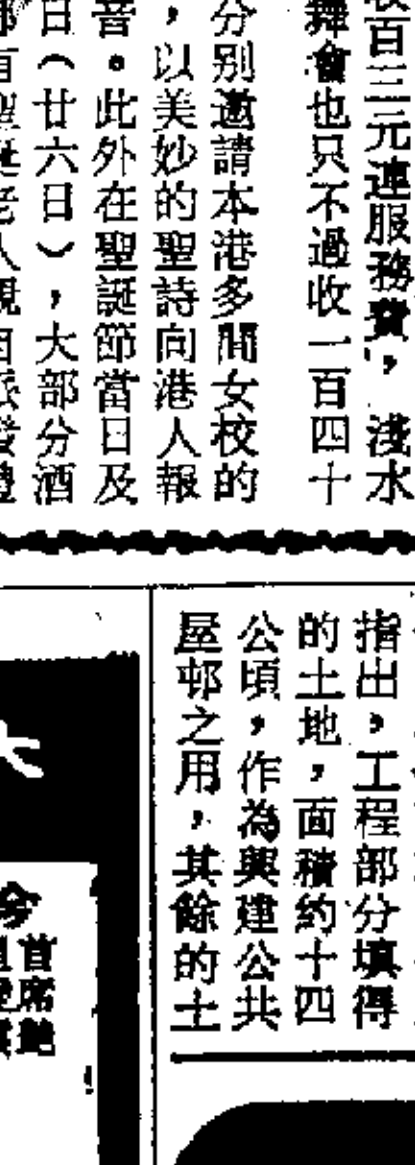 百三元連服務費，淺水
舞會也只不過收一百四十
分別邀請本港多間女校的
，以美妙的聖詩向港人報
音。此外在聖誕節當日及
日（廿六日），大部分酒
指出，工程部分填得
的土地，面積約十四
公頃，作為興建公共
屋邨之用，其餘的土
今
首席